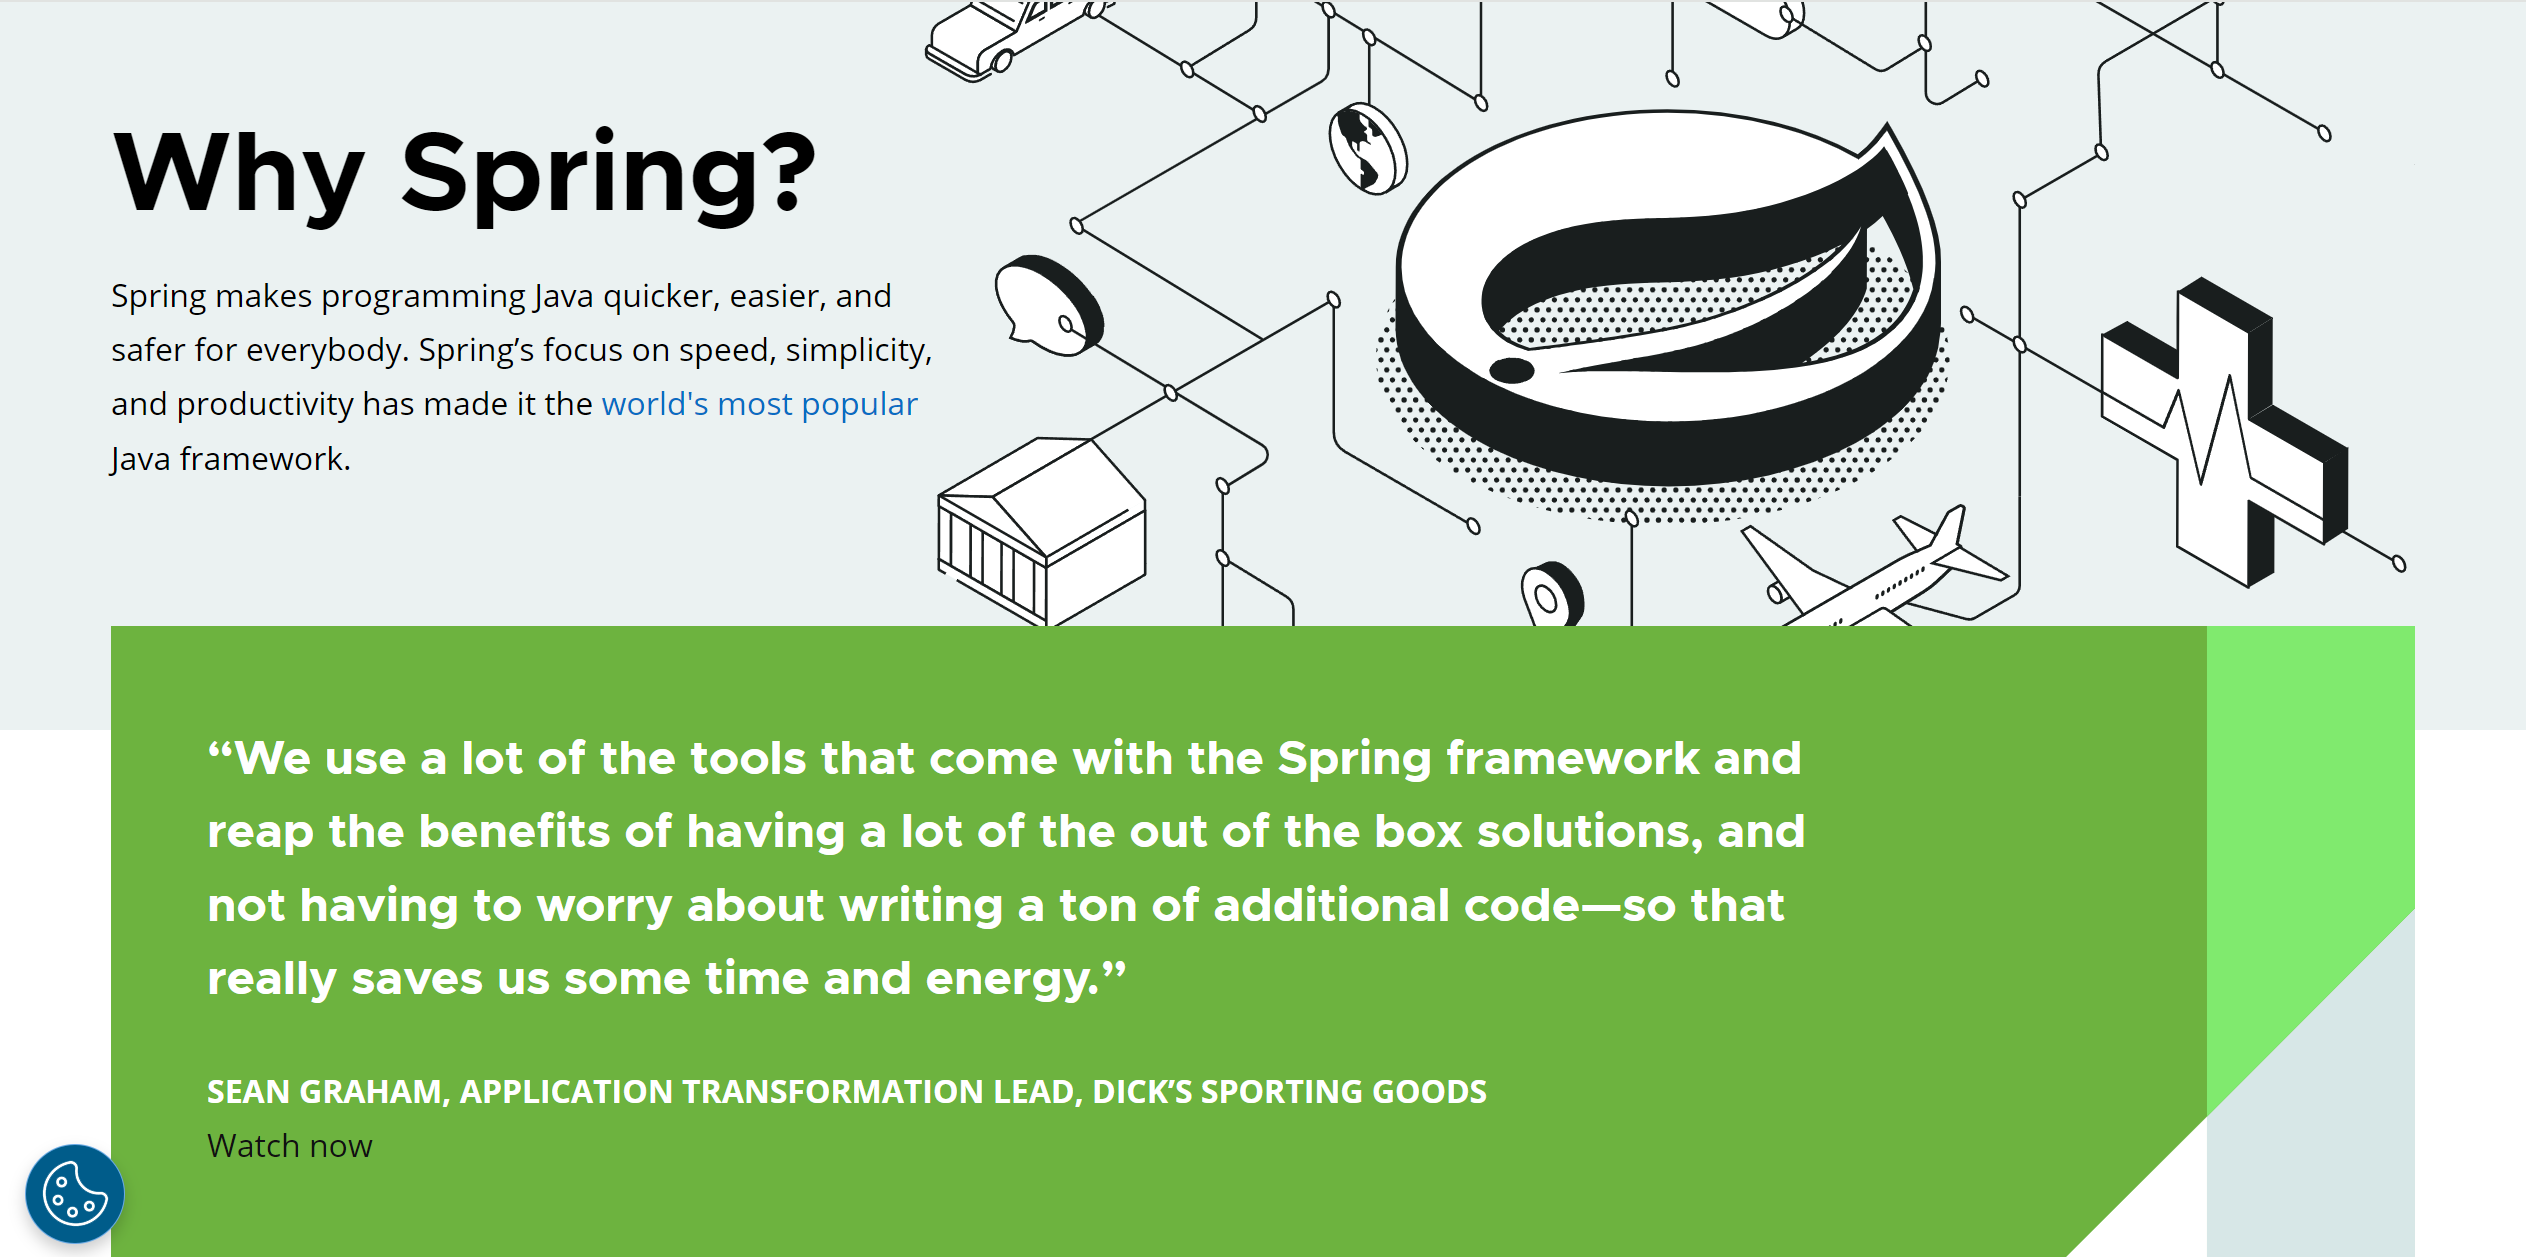 Why Spring?
Spring makes programming Java quicker, easier, and
safer for everybody. Spring’s focus on speed, simplicity,
and productivity has made it the world's most popular
Java framework.
“We use a lot of the tools that come with the Spring framework and
reap the benefits of having a lot of the out of the box solutions, and
not having to worry about writing a ton of additional code—so that
really saves us some time and energy.”
SEAN GRAHAM, APPLICATION TRANSFORMATION LEAD, DICK’S SPORTING GOODS
Watch now